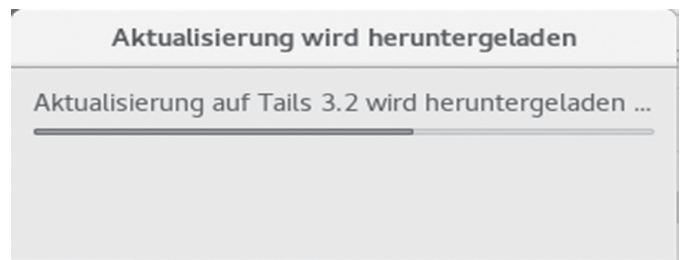 Aktualisierung wird heruntergeladen
Aktualisierung auf Tails 3.2 wird heruntergeladen ...